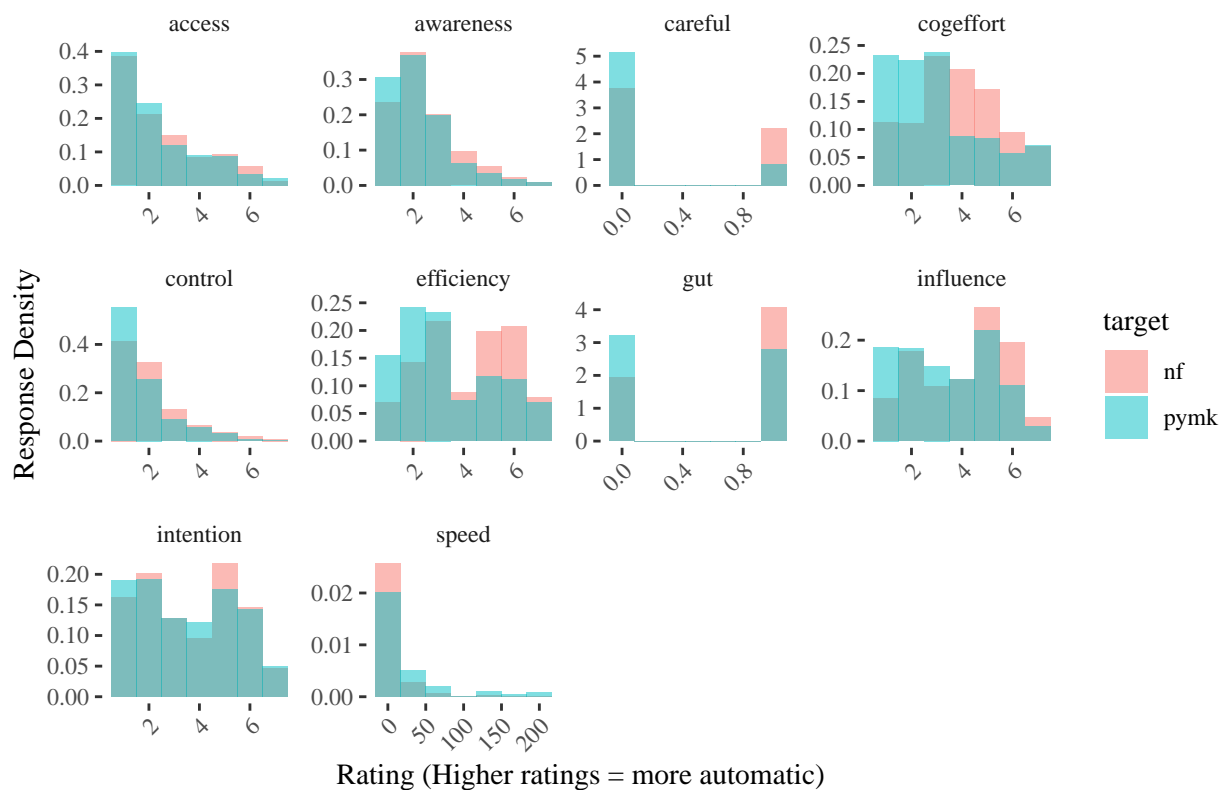 access awareness careful cogeffort
0.4
0.3
0.2
0.1
0.0
2 4 6
0.3
0.2
0.1
0.0
2 4 6
5
4
3
2
1
0
0.0 0.4 0.8
0.25
0.20
0.15
0.10
0.05
0.00
2 4 6
control efficiency gut influence
0.4
0.2
0.0
2 4 6
0.25
0.20
0.15
0.10
0.05
0.00
2 4 6
4
3
2
1
0
0.0 0.4 0.8
0.2
0.1
0.0
2 4 6
intention speed
0.20
0.15
0.10
0.05
0.00
2 4 6
0.02
0.01
0.00
0 50 100 150 200
Response Density
Rating (Higher ratings = more automatic)
target
nf
pymk